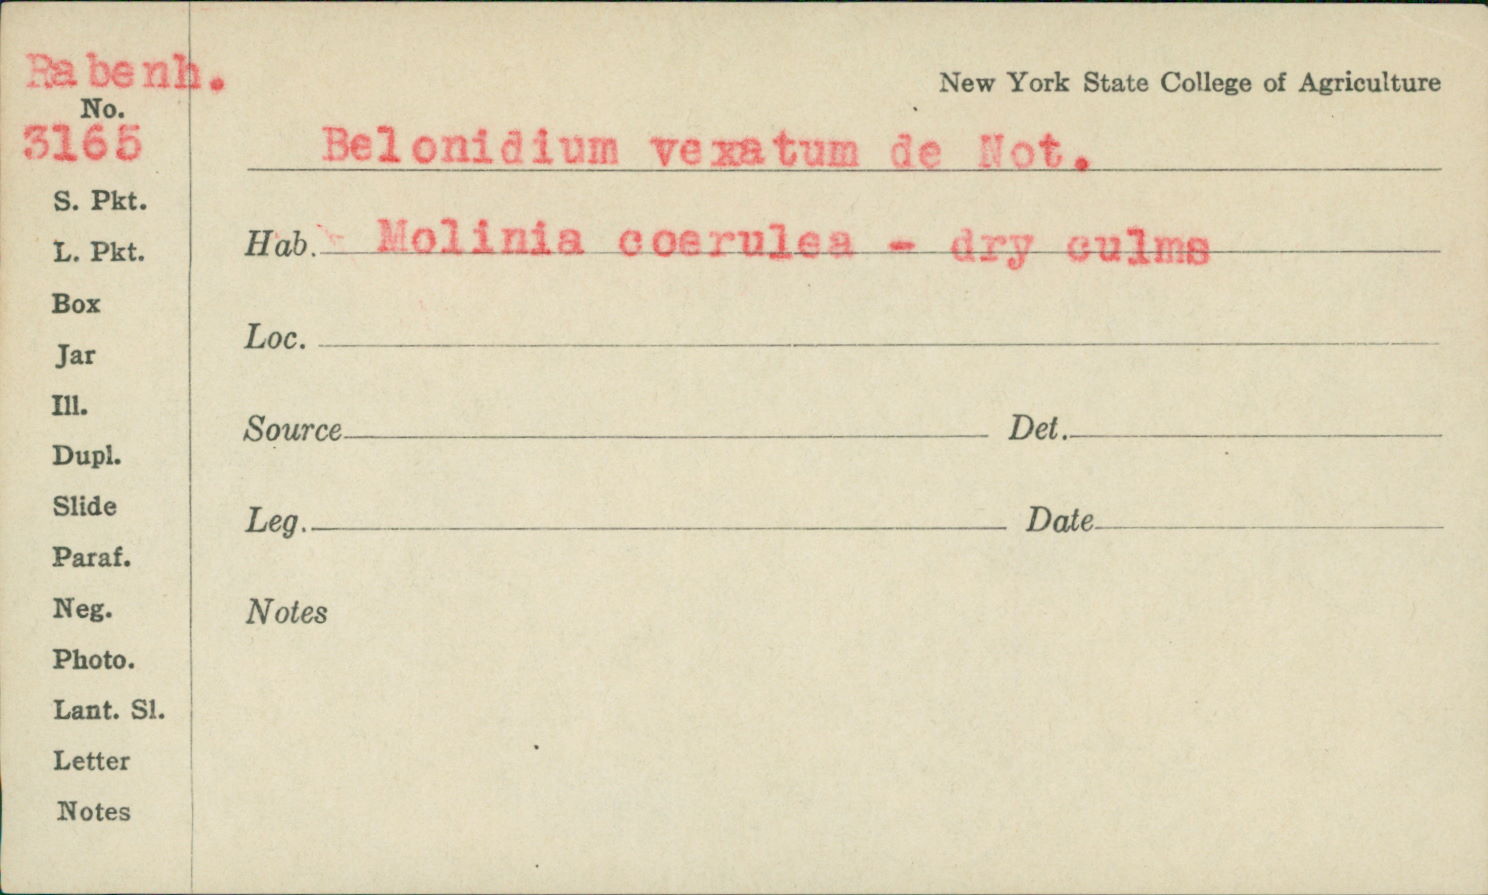 Rabenh.
No.
3165
New York State College of Agriculture
Belonidium vexatum de Not.
S. Pkt.
L. Pkt.
Box
Jar
Ill.
Dupl.
Slide
Paraf.
Neg.
Photo.
Lant. Sl.
Letter
Notes
Hab. Molinia coerulea - dry culms
Loc.
Source Det.
Leg. Date
Notes